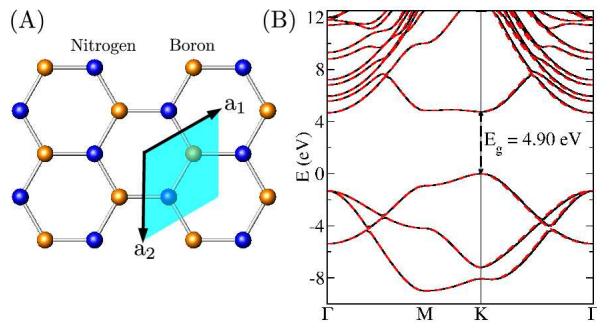 (A)
Nitrogen Boron
a1
a2
(B)
12
8
4
0
-4
-8
E (eV)
Eg = 4.90 eV
Γ M K Γ